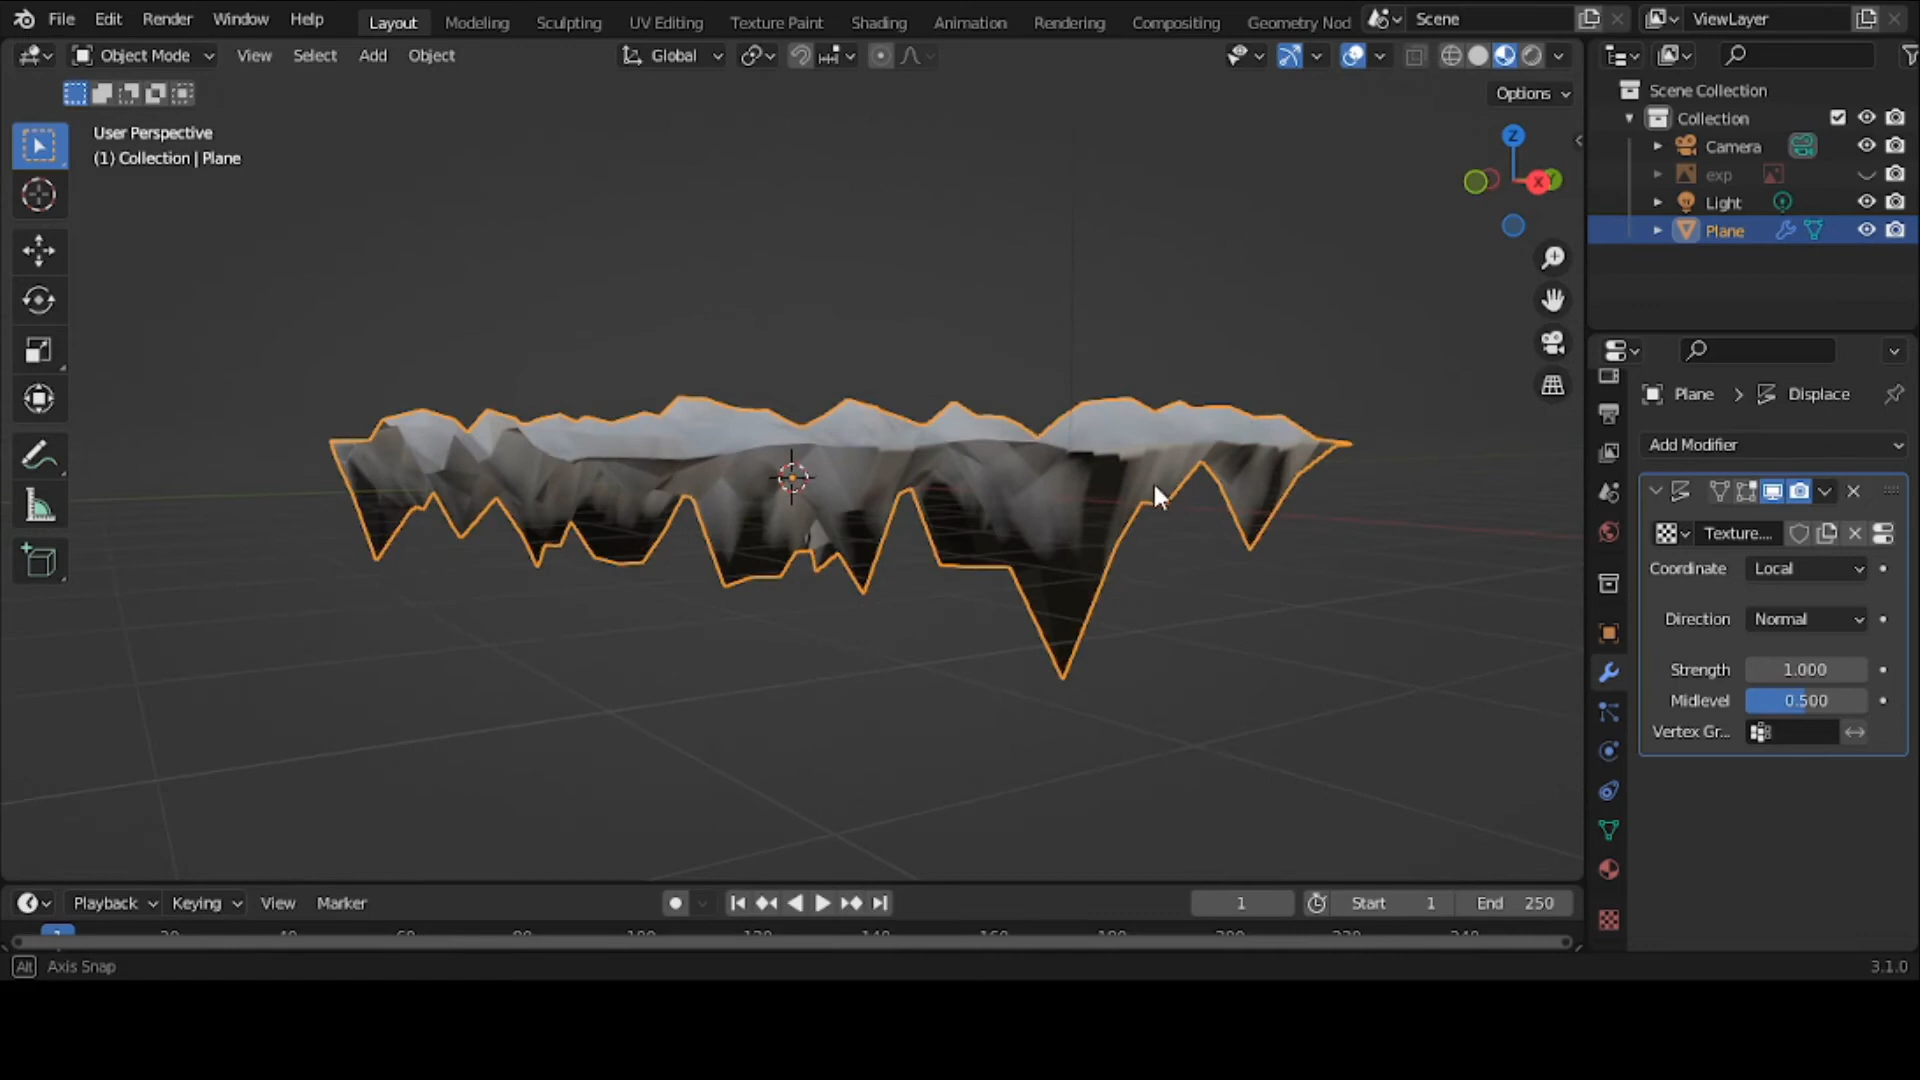 File Edit Render Window Help Layout Modeling Sculpting UV Editing Texture Paint Shading Animation Rendering Compositing Geometry Nod Scene ViewLayer
Object Mode View Select Add Object Global
Options
User Perspective
(1) Collection | Plane
Z
X
Y
Scene Collection
Collection
Camera
exp
Light
Plane
Plane > Displace
Add Modifier
Texture....
Coordinate Local
Direction Normal
Strength 1.000
Midlevel 0.500
Vertex Gr...
Playback Keying View Marker 1 Start 1 End 250
Alt Axis Snap 3.1.0